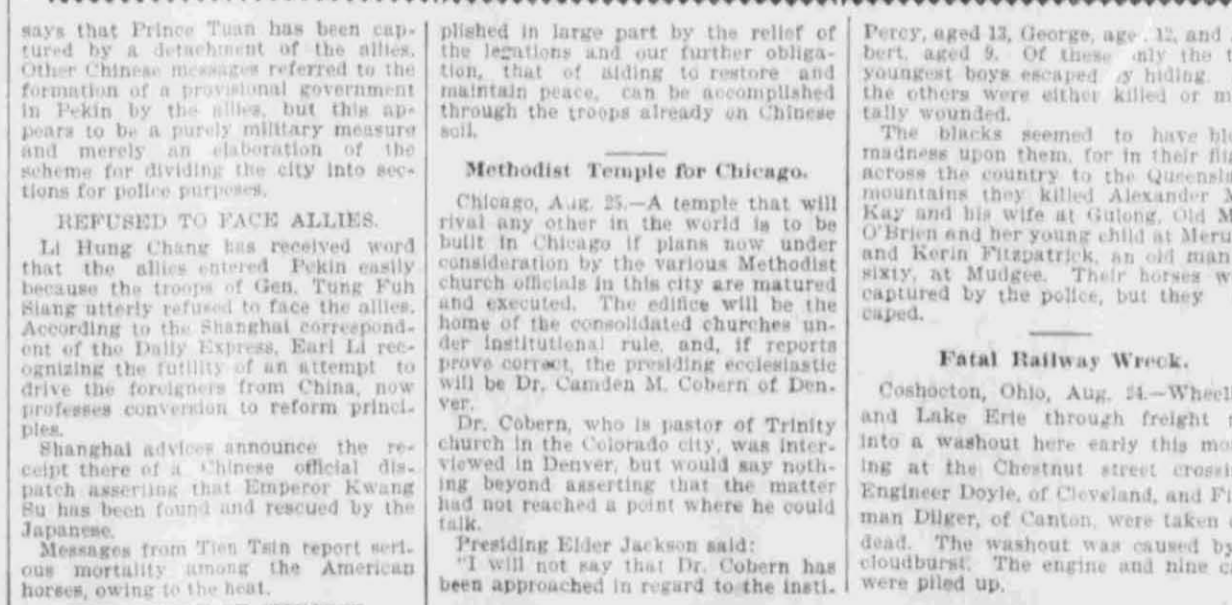 says that Prince Tuan has been cap-
tured by a detachment of the allies.
Other Chinese messages referred to the
formation of a provisional government
in Pekin by the allies, but this ap-
pears to be a purely military measure
and merely an elaboration of the
scheme for dividing the city into sec-
tions for police purposes.
REFUSED TO FACE ALLIES.
Li Hung Chang has received word
that the allies entered Pekin easily
because the troops of Gen. Tung Fuh
Siang utterly refused to face the allies.
According to the Shanghai correspond-
ent of the Daily Express, Earl Li rec-
ognizing the futility of an attempt to
drive the foreigners from China, now
professes conversion to reform princi-
ples.
Shanghai advices announce the re-
ceipt there of a Chinese official dis-
patch asserting that Emperor Kwang
Su has been found and rescued by the
Japanese.
Messages from Tien Tsin report seri-
ous mortality among the American
horses, owing to the heat.
plished in large part by the relief of
the legations and our further obliga-
tion, that of aiding to restore and
maintain peace, can be accomplished
through the troops already on Chinese
soil.
Methodist Temple for Chicago.
Chicago, Aug. 25.—A temple that will
rival any other in the world is to be
built in Chicago if plans now under
consideration by the various Methodist
church officials in this city are matured
and executed. The edifice will be the
home of the consolidated churches un-
der institutional rule, and, if reports
prove correct, the presiding ecclesiastic
will be Dr. Camden M. Cobern of Den-
ver.
Dr. Cobern, who is pastor of Trinity
church in the Colorado city, was inter-
viewed in Denver, but would say noth-
ing beyond asserting that the matter
had not reached a point where he could
talk.
Presiding Elder Jackson said:
"I will not say that Dr. Cobern has
been approached in regard to the insti-
Percy, aged 13, George, age 12, and
bert, aged 9. Of these only the t
youngest boys escaped by hiding.
the others were either killed or m
tally wounded.
The blacks seemed to have blo
madness upon them, for in their fli
across the country to the Queensla
mountains they killed Alexander M
Kay and his wife at Gulong, Old M
O'Brien and her young child at Meru
and Kerin Fitzpatrick, an old man
sixty, at Mudgee. Their horses w
captured by the police, but they
caped.
Fatal Railway Wreck.
Coshocton, Ohio, Aug. 24.—Wheeli
and Lake Erie through freight
into a washout here early this mo
ing at the Chestnut street crossi
Engineer Doyle, of Cleveland, and Fi
man Dilger, of Canton, were taken
dead. The washout was caused by
cloudburst. The engine and nine c
were piled up.